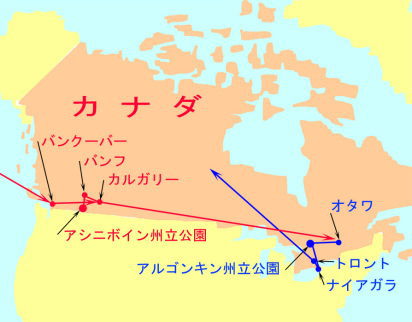 カナダ
バンクーバー
バンフ
カルガリー
アシニボイン州立公園
オタワ
アルゴンキン州立公園
トロント
ナイアガラ